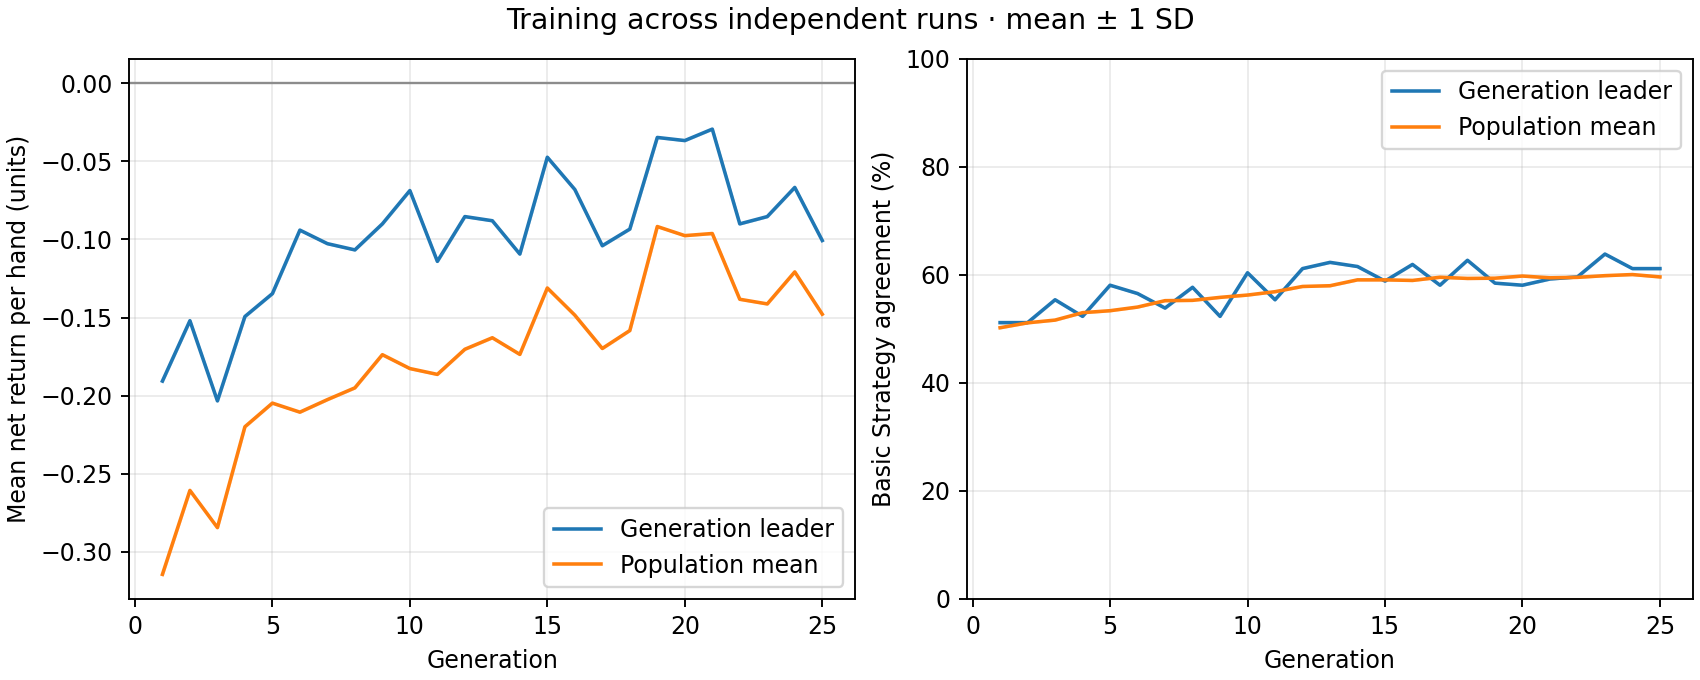 Training across independent runs · mean ± 1 SD
Mean net return per hand (units)
0.00
−0.05
−0.10
−0.15
−0.20
−0.25
−0.30
Generation leader
Population mean
0 5 10 15 20 25
Generation
Basic Strategy agreement (%)
100
80
60
40
20
0
Generation leader
Population mean
0 5 10 15 20 25
Generation